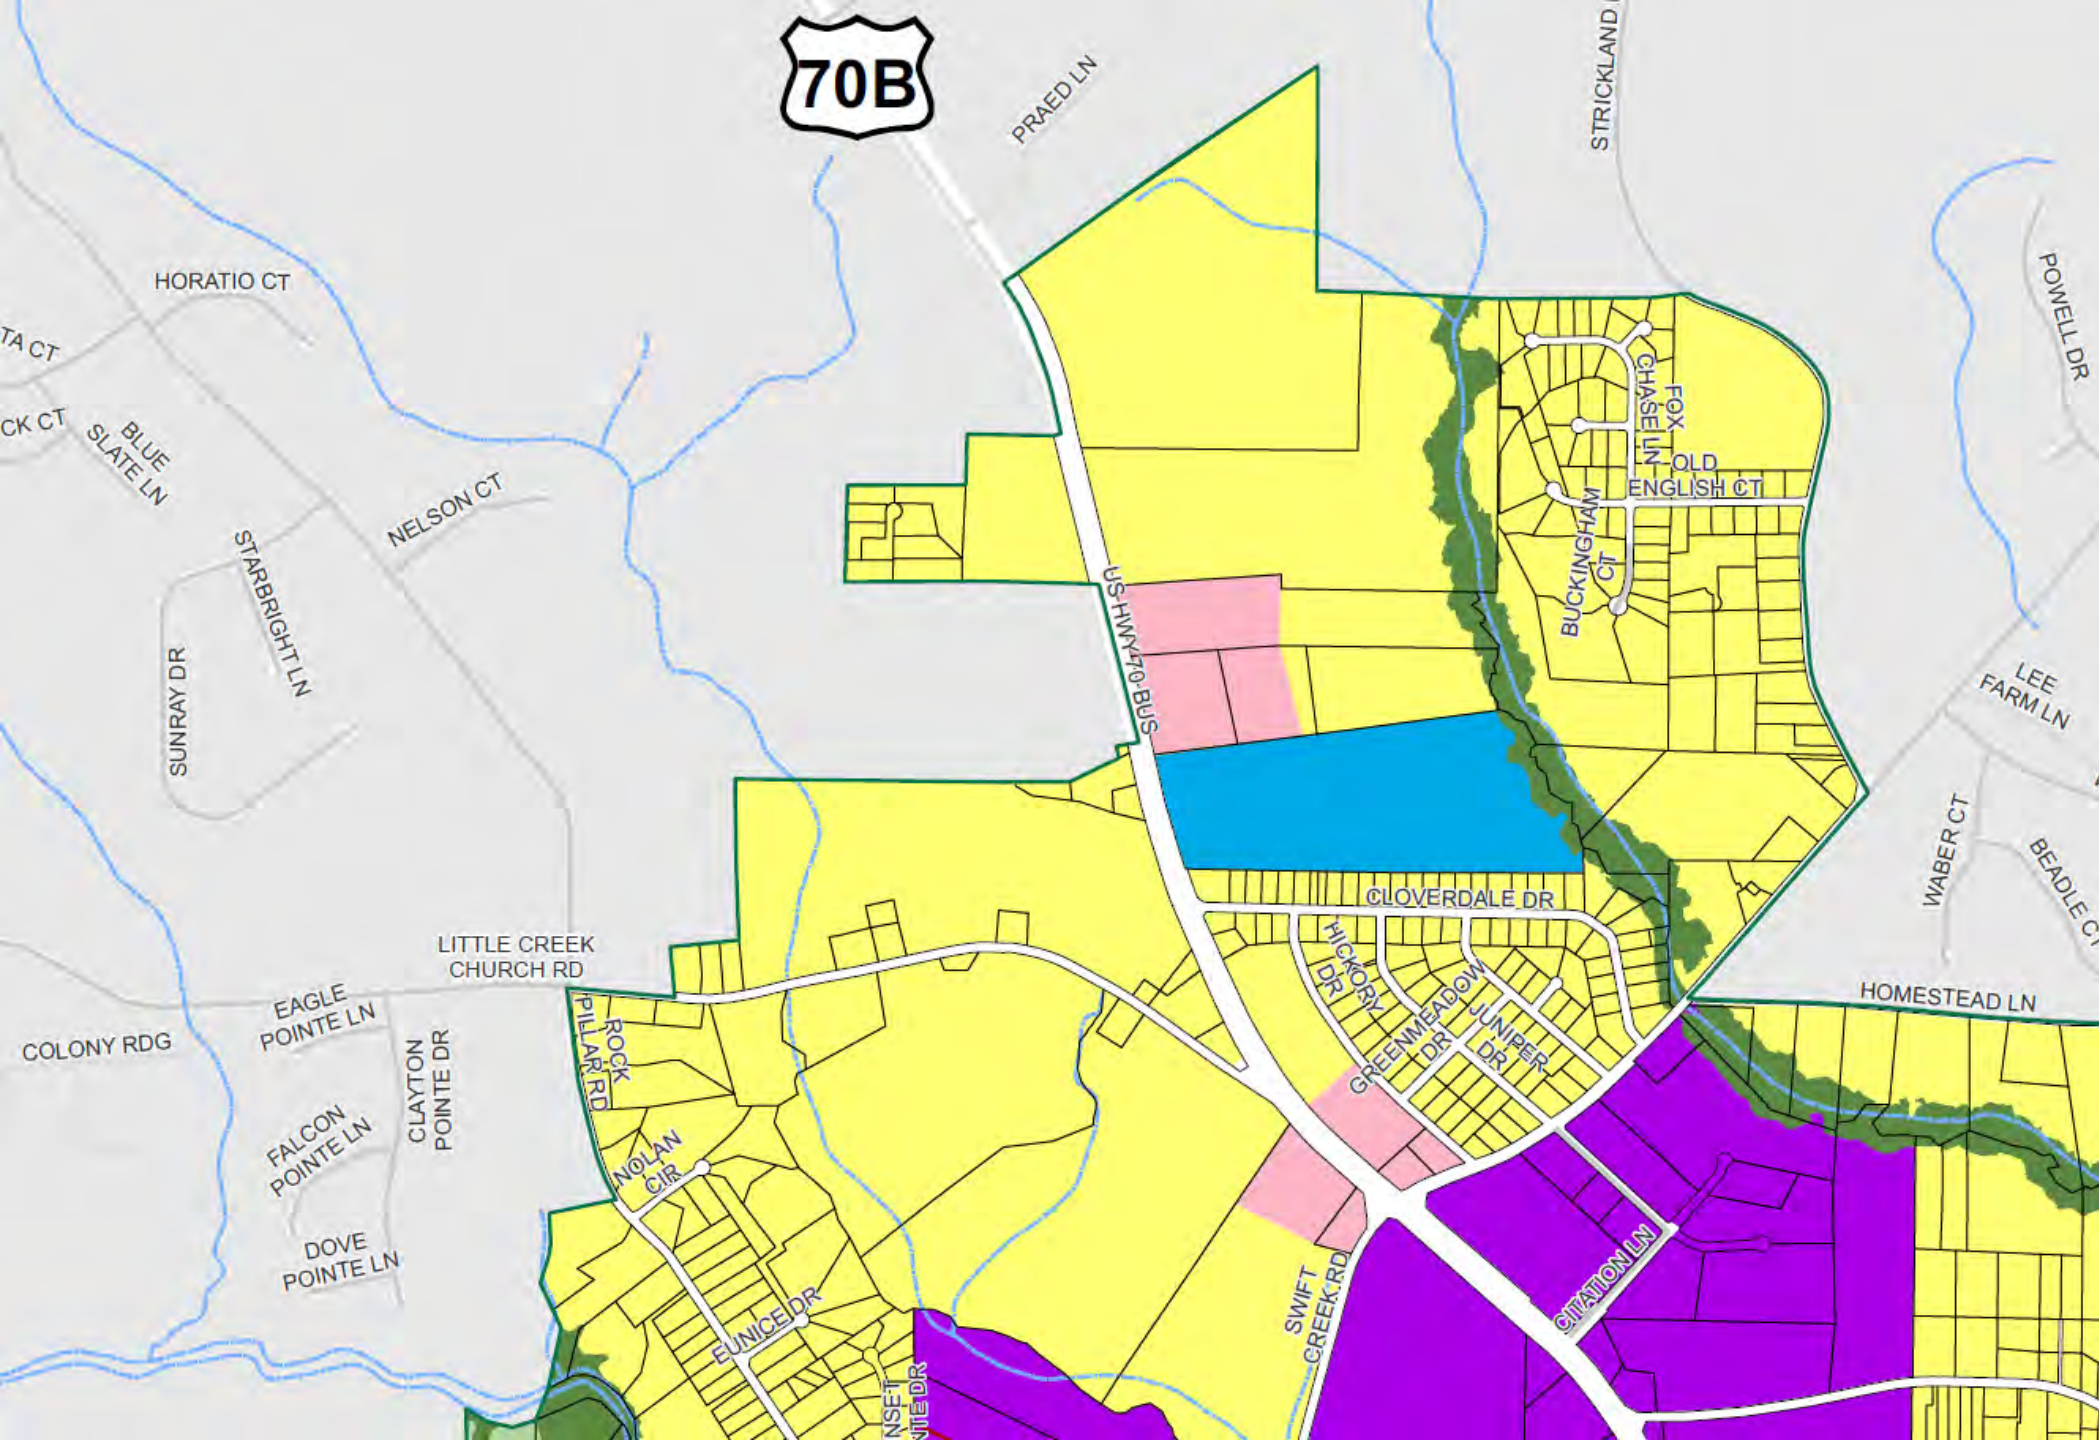 70B
PRAED LN
STRICKLAND
HORATIO CT
TA CT
CK CT
BLUE
SLATE LN
NELSON CT
STARBRIGHT LN
SUNRAY DR
US HWY 70 BUS
FOX
CHASE LN
OLD
ENGLISH CT
BUCKINGHAM
CT
POWELL DR
LEE
FARM LN
WABER CT
BEADLE CT
HOMESTEAD LN
CLOVERDALE DR
HICKORY
DR
GREENMEADOW
DR
JUNIPER
DR
LITTLE CREEK
CHURCH RD
EAGLE
POINTE LN
COLONY RDG
CLAYTON
POINTE DR
ROCK
PILLAR RD
FALCON
POINTE LN
NOLAN
CIR
DOVE
POINTE LN
EUNICE DR
NSET
NTE DR
SWIFT
CREEK RD
CITATION LN